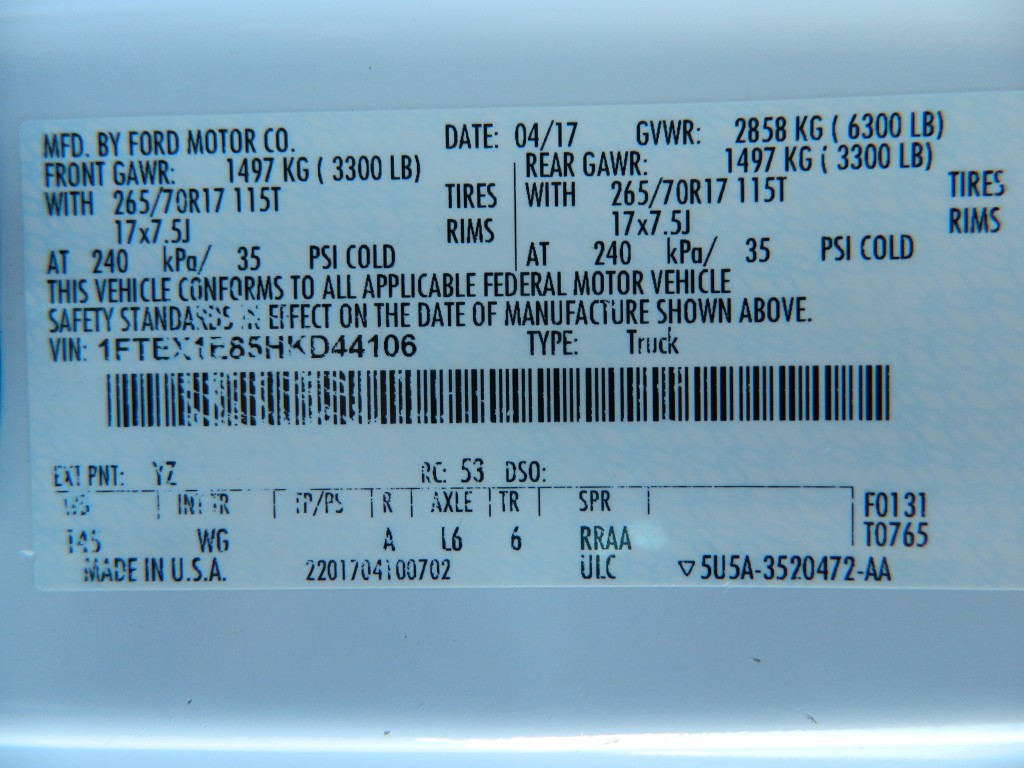 MFD. BY FORD MOTOR CO. DATE: 04/17 GVWR: 2858 KG ( 6300 LB)
FRONT GAWR: 1497 KG ( 3300 LB) REAR GAWR: 1497 KG ( 3300 LB)
WITH 265/70R17 115T TIRES WITH 265/70R17 115T TIRES
17x7.5J RIMS 17x7.5J RIMS
AT 240 kPa/ 35 PSI COLD AT 240 kPa/ 35 PSI COLD
THIS VEHICLE CONFORMS TO ALL APPLICABLE FEDERAL MOTOR VEHICLE
SAFETY STANDARDS IN EFFECT ON THE DATE OF MANUFACTURE SHOWN ABOVE.
VIN: 1FTEX1E85HKD44106 TYPE: Truck
EXT PNT: YZ RC: 53 DSO:
WB INT TR TP/PS R AXLE TR SPR F0131
145 WG A L6 6 RRAA T0765
MADE IN U.S.A. 2201704100702 ULC ▽5U5A-3520472-AA